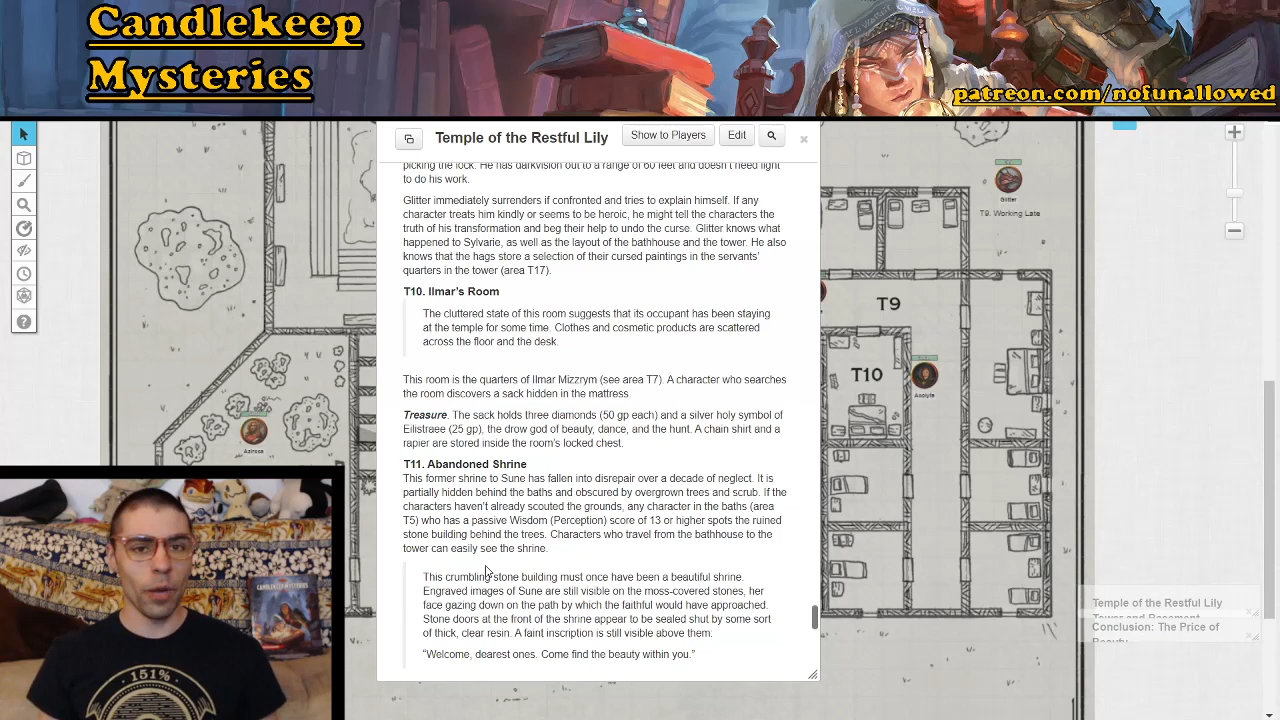 Candlekeep
Mysteries
patreon.com/nofunallowed
Temple of the Restful Lily
Show to Players
Edit
picking the lock. He has darkvision out to a range of 60 feet and doesn't need light
to do his work.
Glitter immediately surrenders if confronted and tries to explain himself. If any
character treats him kindly or seems to be heroic, he might tell the characters the
truth of his transformation and beg their help to undo the curse. Glitter knows what
happened to Sylvarie, as well as the layout of the bathhouse and the tower. He also
knows that the hags store a selection of their cursed paintings in the servants'
quarters in the tower (area T17).
T10. Ilmar's Room
The cluttered state of this room suggests that its occupant has been staying
at the temple for some time. Clothes and cosmetic products are scattered
across the floor and the desk.
This room is the quarters of Ilmar Mizzrym (see area T7). A character who searches
the room discovers a sack hidden in the mattress.
Treasure. The sack holds three diamonds (50 gp each) and a silver holy symbol of
Eilistraee (25 gp), the drow god of beauty, dance, and the hunt. A chain shirt and a
rapier are stored inside the room's locked chest.
T11. Abandoned Shrine
This former shrine to Sune has fallen into disrepair over a decade of neglect. It is
partially hidden behind the baths and obscured by overgrown trees and scrub. If the
characters haven't already scouted the grounds, any character in the baths (area
T5) who has a passive Wisdom (Perception) score of 13 or higher spots the ruined
stone building behind the trees. Characters who travel from the bathhouse to the
tower can easily see the shrine.
This crumbling stone building must once have been a beautiful shrine.
Engraved images of Sune are still visible on the moss-covered stones, her
face gazing down on the path by which the faithful would have approached.
Stone doors at the front of the shrine appear to be sealed shut by some sort
of thick, clear resin. A faint inscription is still visible above them:
"Welcome, dearest ones. Come find the beauty within you."
Glitter
T9. Working Late
T9
T10
Acolyte
Azirssa
Temple of the Restful Lily
Conclusion: The Price of
151%
CANDLEKEEP
MYSTERIES